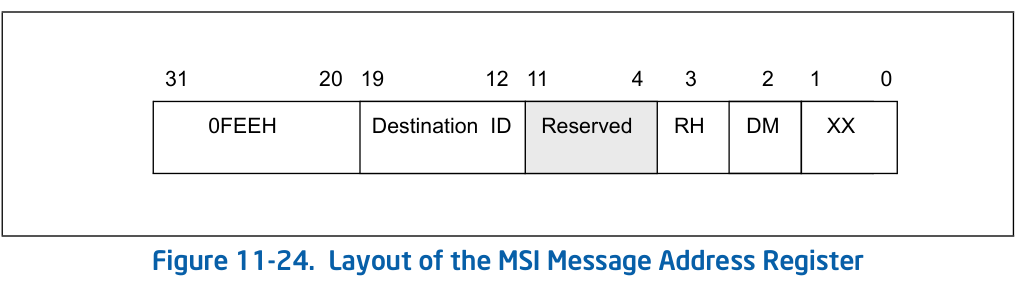 31 20 19 12 11 4 3 2 1 0
0FEEH Destination ID Reserved RH DM XX
Figure 11-24. Layout of the MSI Message Address Register